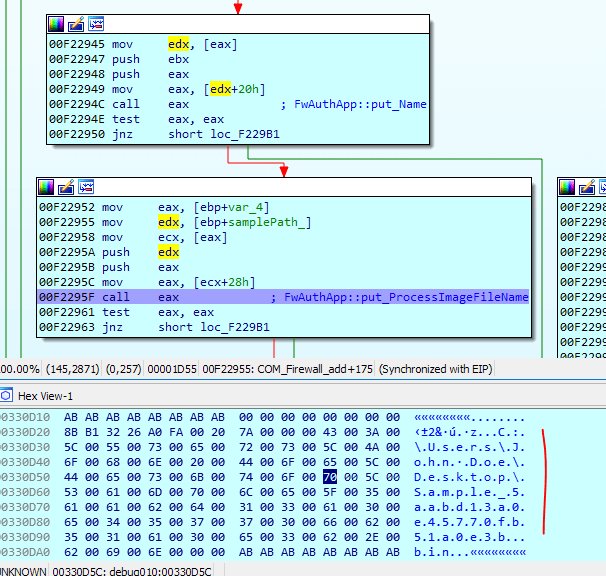 00F22945 mov edx, [eax]
00F22947 push ebx
00F22948 push eax
00F22949 mov eax, [edx+20h]
00F2294C call eax ; FwAuthApp::put_Name
00F2294E test eax, eax
00F22950 jnz short loc_F229B1
00F22952 mov eax, [ebp+var_4]
00F22955 mov edx, [ebp+samplePath_]
00F22958 mov ecx, [eax]
00F2295A push edx
00F2295B push eax
00F2295C mov eax, [ecx+28h]
00F2295F call eax ; FwAuthApp::put_ProcessImageFileName
00F22961 test eax, eax
00F22963 jnz short loc_F229B1
00.00% (145,2871) (0,257) 00001D55 00F22955: COM_Firewall_add+175 (Synchronized with EIP)
Hex View-1
00330D10 AB AB AB AB AB AB AB AB 00 00 00 00 00 00 00 00 ««««««««........
00330D20 8B B1 32 26 A0 FA 00 20 7A 00 00 00 43 00 3A 00 ‹±2&·ú.·z...C.:.
00330D30 5C 00 55 00 73 00 65 00 72 00 73 00 5C 00 4A 00 \.U.s.e.r.s.\.J.
00330D40 6F 00 68 00 6E 00 20 00 44 00 6F 00 65 00 5C 00 o.h.n.·.D.o.e.\.
00330D50 44 00 65 00 73 00 6B 00 74 00 6F 00 70 00 5C 00 D.e.s.k.t.o.p.\.
00330D60 53 00 61 00 6D 00 70 00 6C 00 65 00 5F 00 35 00 S.a.m.p.l.e._.5.
00330D70 61 00 61 00 62 00 64 00 31 00 33 00 61 00 30 00 a.a.b.d.1.3.a.0.
00330D80 65 00 34 00 35 00 37 00 37 00 30 00 66 00 62 00 e.4.5.7.7.0.f.b.
00330D90 35 00 31 00 61 00 30 00 65 00 33 00 62 00 2E 00 5.1.a.0.e.3.b...
00330DA0 62 00 69 00 6E 00 00 00 AB AB AB AB AB AB AB AB b.i.n...««««««««
UNKNOWN 00330D5C: debug010:00330D5C